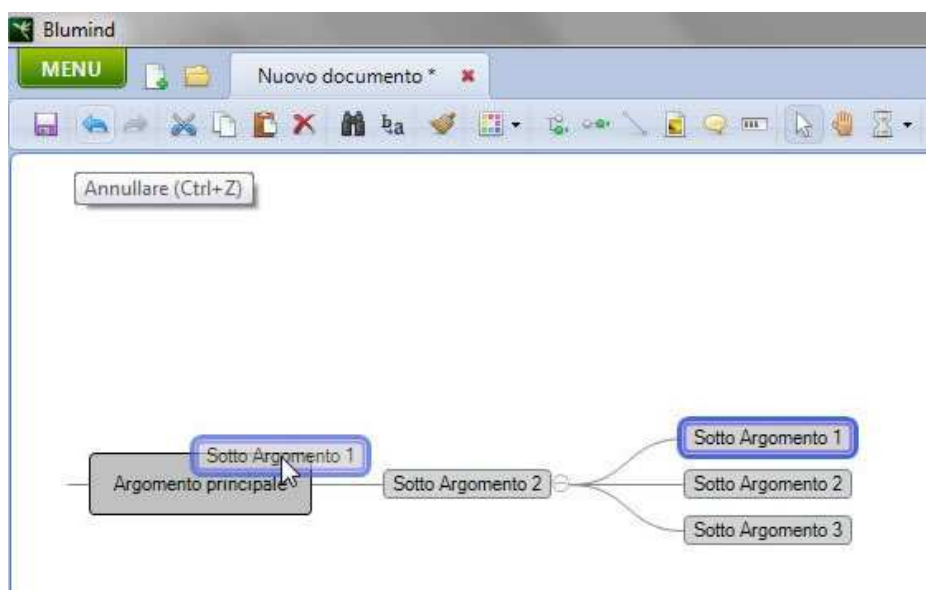 Blumind
MENU
Nuovo documento *
ba
Annullare (Ctrl+Z)
Sotto Argomento 1
Sotto Argomento 1
Argomento principale
Sotto Argomento 2
Sotto Argomento 2
Sotto Argomento 3